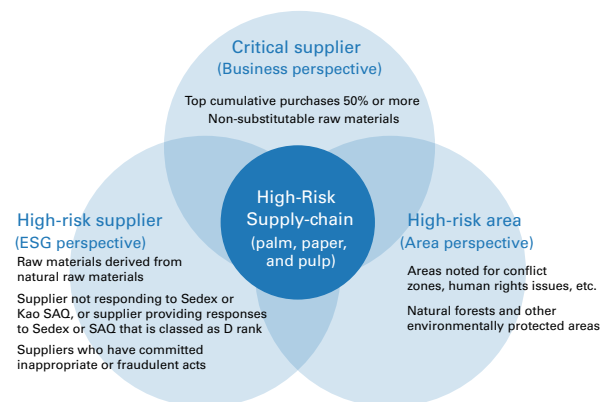 Critical supplier
(Business perspective)
Top cumulative purchases 50% or more
Non-substitutable raw materials
High-Risk
Supply-chain
(palm, paper,
and pulp)
High-risk supplier
(ESG perspective)
Raw materials derived from
natural raw materials
Supplier not responding to Sedex or
Kao SAQ, or supplier providing responses
to Sedex or SAQ that is classed as D rank
Suppliers who have committed
inappropriate or fraudulent acts
High-risk area
(Area perspective)
Areas noted for conflict
zones, human rights issues, etc.
Natural forests and other
environmentally protected areas